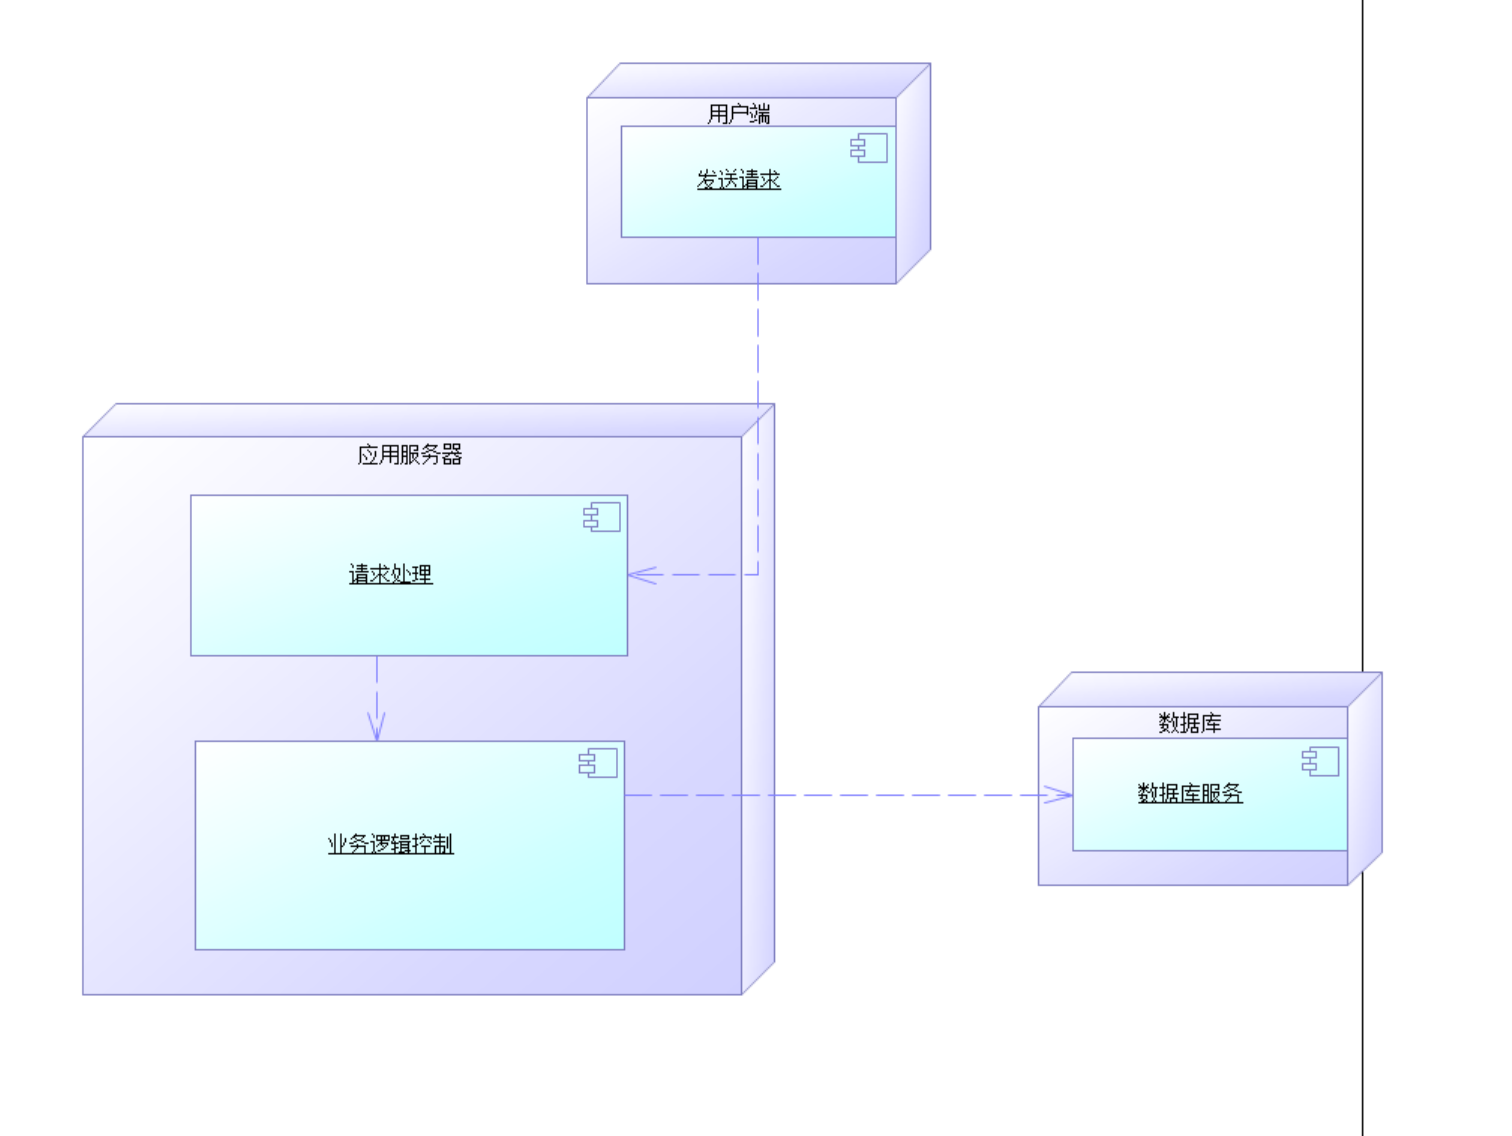 用户端
发送请求
应用服务器
请求处理
业务逻辑控制
数据库
数据库服务